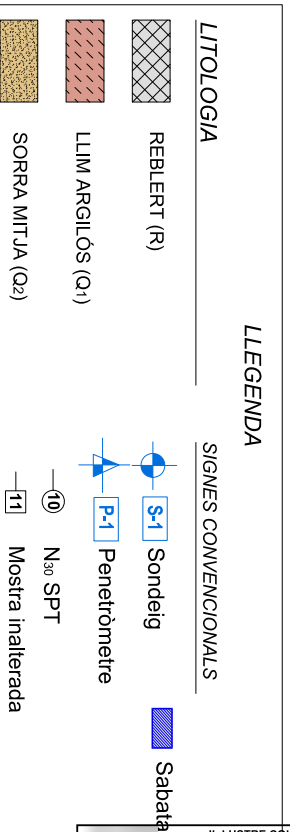 LLEGENDA
LITOLOGIA
REBLERT (R)
LLIM ARGILÓS (Q1)
SORRA MITJA (Q2)
SIGNES CONVENCIONALS
S-1 Sondeig
P-1 Penetròmetre
10 N30 SPT
11 Mostra inalterada
Sabata